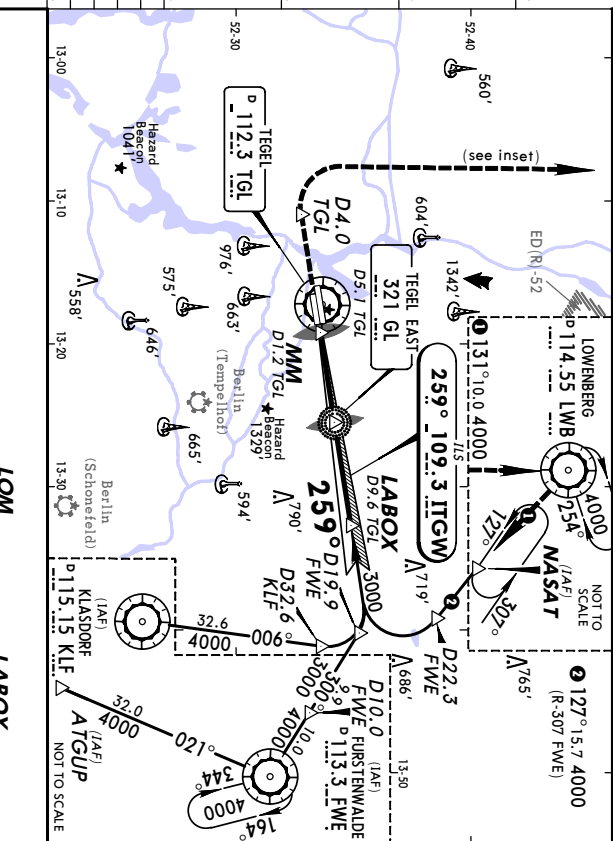 13-00
52-30
52-40
560'
Hazard
Beacon
1041'
TEGEL
D 112.3 TGL
(see inset)
13-10
D4.0
TGL
604'
ED(R)-52
976'
D5.1 TGL
TEGEL EAST
321 GL
1342'
558'
575'
663'
646'
13-20
MM
D1.2 TGL
1 131° 10.0 4000
LOWENBERG
D 114.55 LWB
Berlin
(Tempelhof)
Hazard
Beacon
1329'
665'
ILS
259° 109.3 ITGW
4000
254°
13-30
594'
790'
259°
LABOX
D9.6 TGL
127°
1
(IAF)
NASAT
307°
NOT TO
SCALE
Berlin
(Schonefeld)
3000
719'
2
D19.9
FWE
D22.3
FWE
D32.6
KLF
(IAF)
KLASDORF
D 115.15 KLF
32.6
4000
006°
686'
765'
2 127° 15.7 4000
(R-307 FWE)
3000
9.9
300°
4000
10.0
D10.0
FWE
(IAF)
FURSTENWALDE
D 113.3 FWE
13-50
(IAF)
ATGUP
32.0
4000
021°
344°
4000
164°
NOT TO SCALE
LOM
LABOX